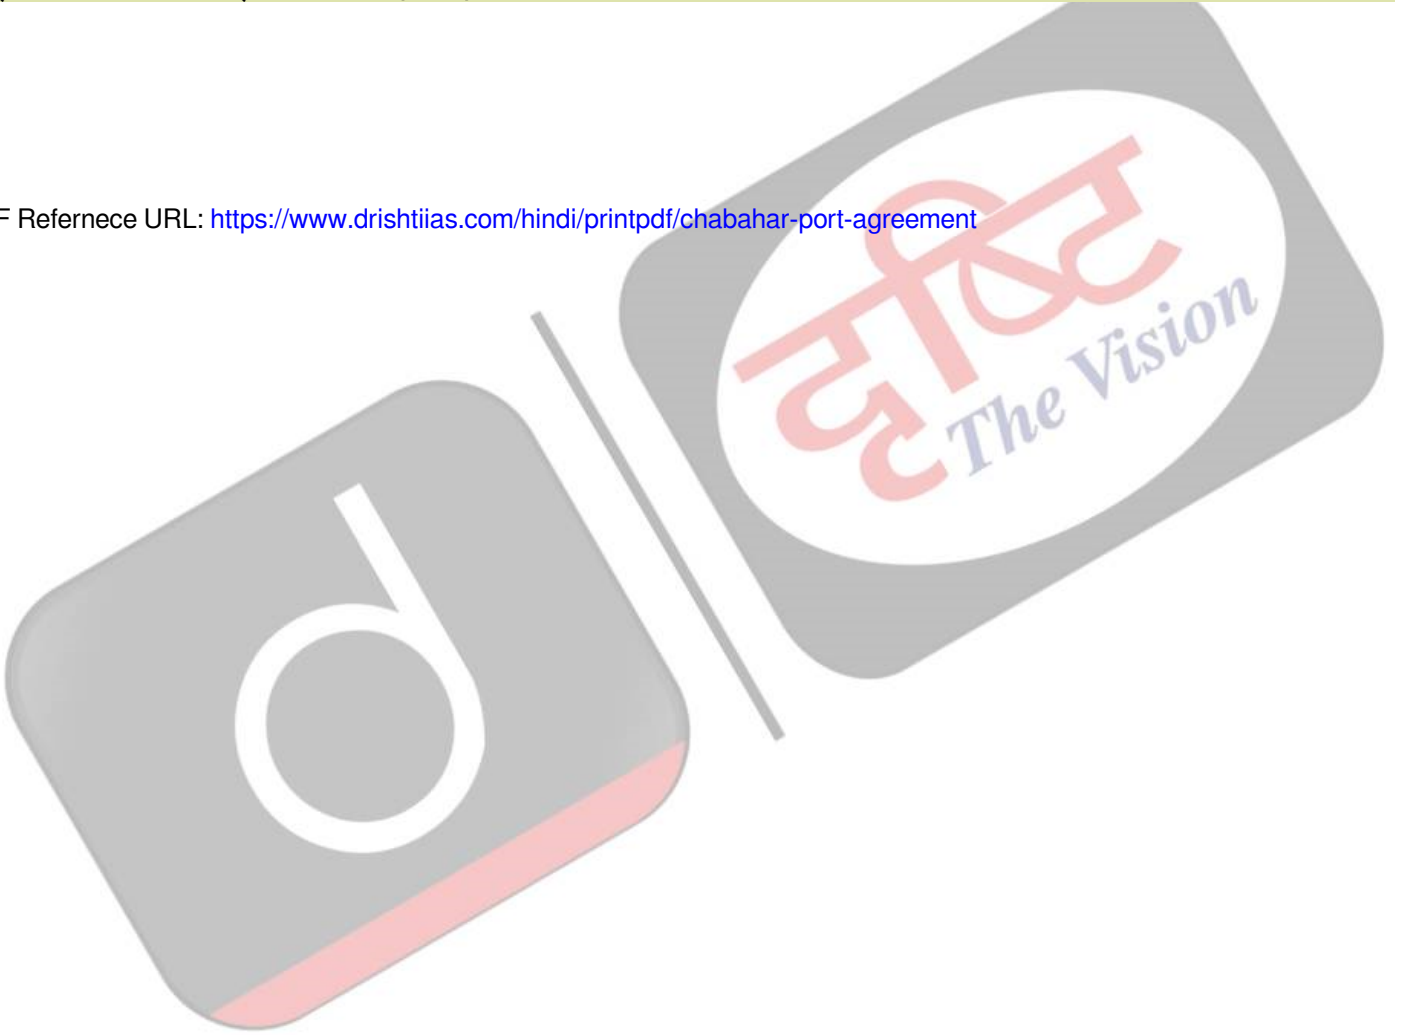 F Refernece URL: https://www.drishtiias.com/hindi/printpdf/chabahar-port-agreement
दृष्टि
The Vision